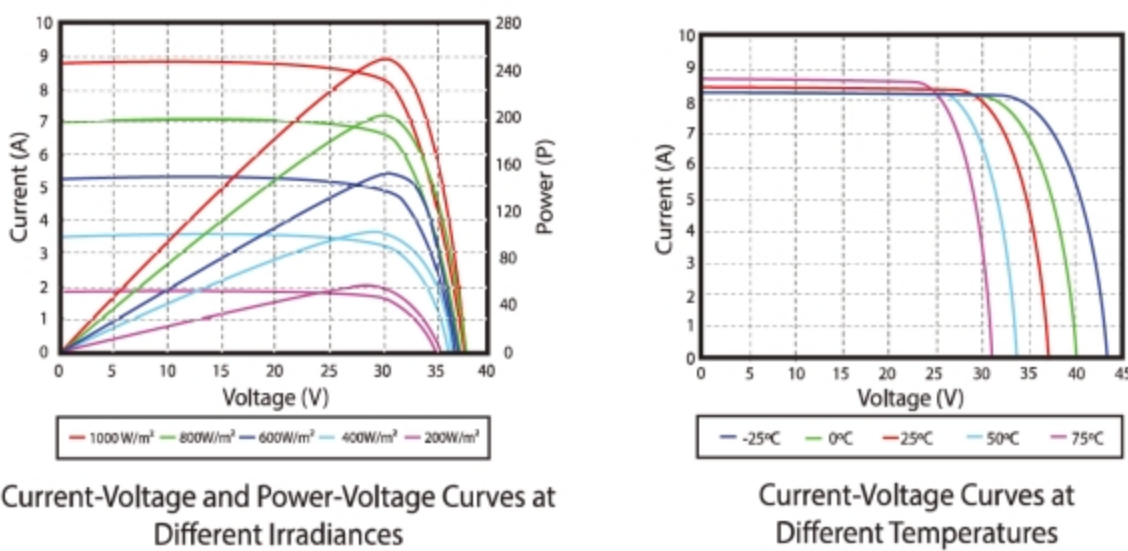 10
9
8
7
6
5
4
3
2
1
0
Current (A)
280
240
200
160
120
80
40
0
Power (P)
0 5 10 15 20 25 30 35 40
Voltage (V)
1000 W/m² 800W/m² 600W/m² 400W/m² 200W/m²
Current-Voltage and Power-Voltage Curves at
Different Irradiances
10
9
8
7
6
5
4
3
2
1
0
Current (A)
0 5 10 15 20 25 30 35 40 45
Voltage (V)
-25ºC 0ºC 25ºC 50ºC 75ºC
Current-Voltage Curves at
Different Temperatures